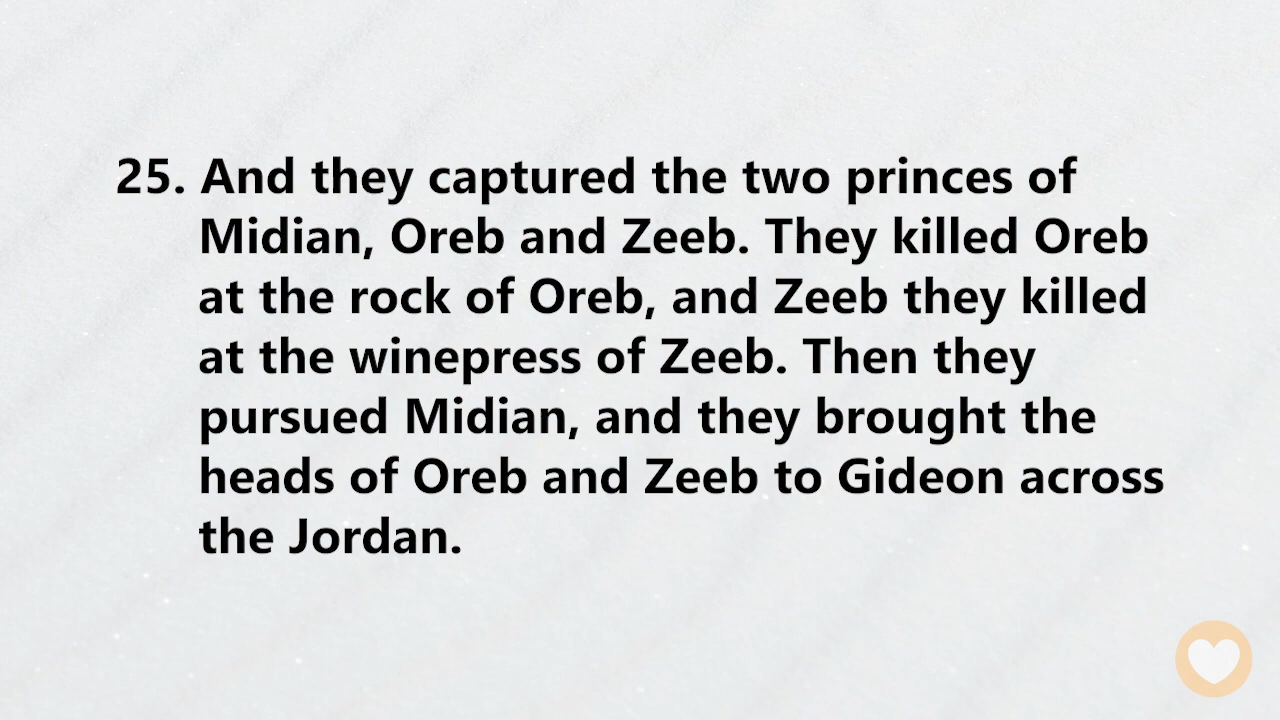 25. And they captured the two princes of
Midian, Oreb and Zeeb. They killed Oreb
at the rock of Oreb, and Zeeb they killed
at the winepress of Zeeb. Then they
pursued Midian, and they brought the
heads of Oreb and Zeeb to Gideon across
the Jordan.